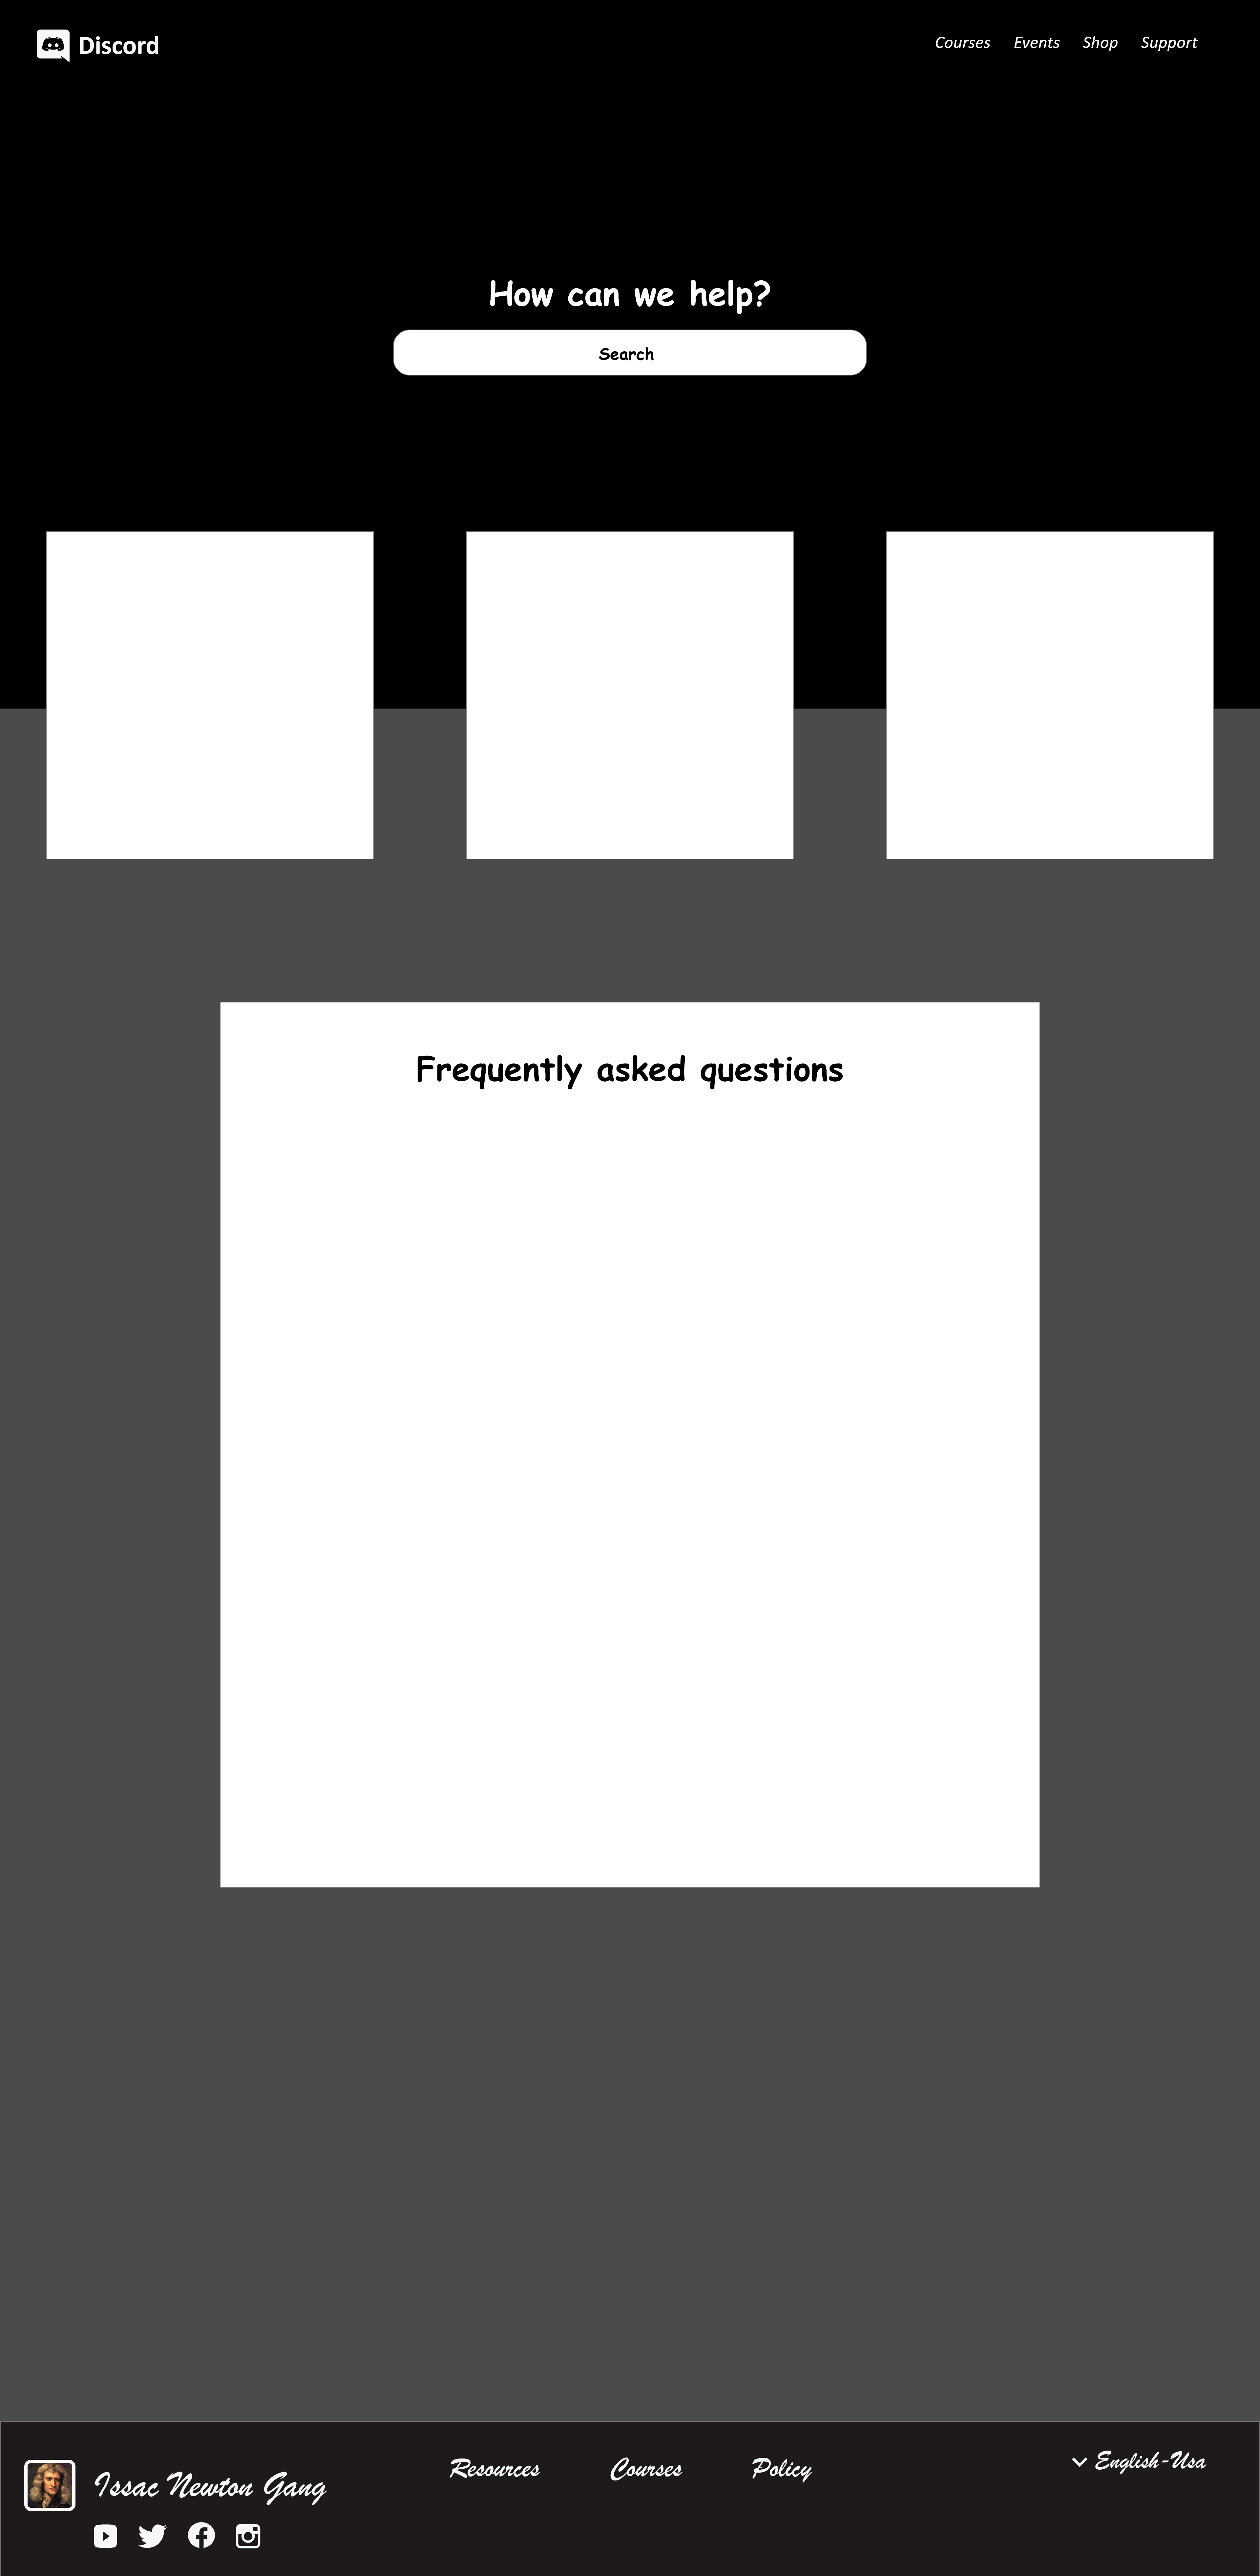 Discord
Courses Events Shop Support
How can we help?
Search
Frequently asked questions
Issac Newton Gang
Resources Courses Policy
English-Usa